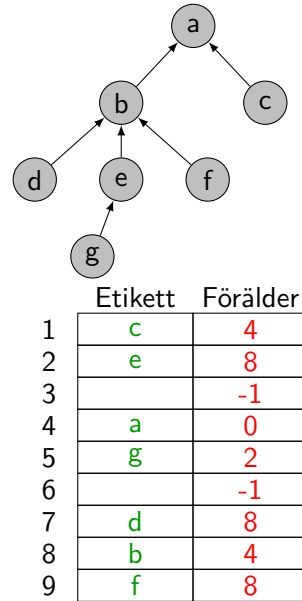 a
b c
d e f
g
Etikett Förälder
1 c 4
2 e 8
3 -1
4 a 0
5 g 2
6 -1
7 d 8
8 b 4
9 f 8